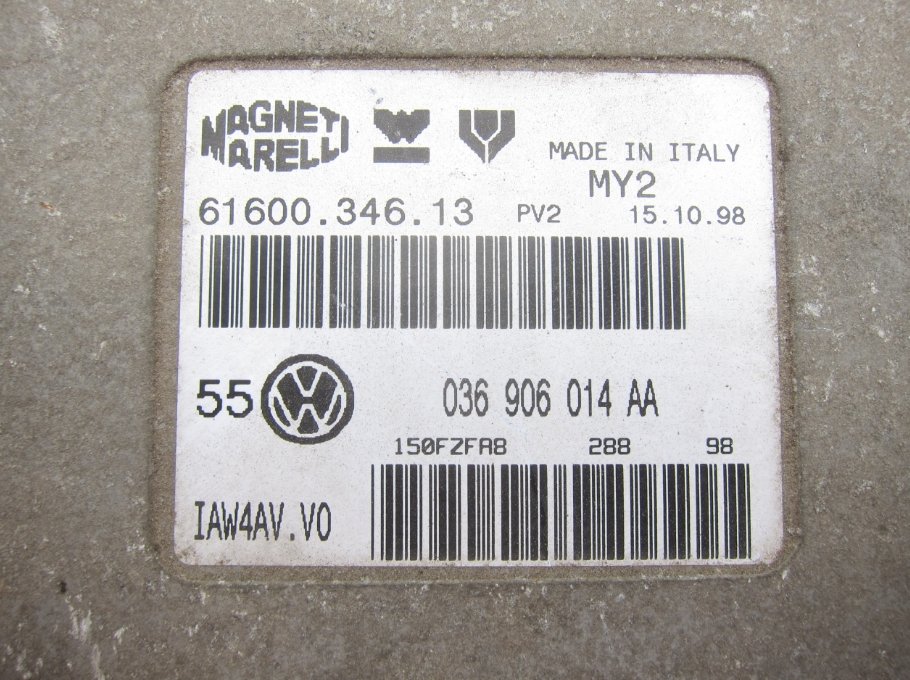 MAGNETI
MARELLI
MADE IN ITALY
MY2
61600.346.13 PV2 15.10.98
55 036 906 014 AA
150FZFA8 288 98
IAW4AV.V0